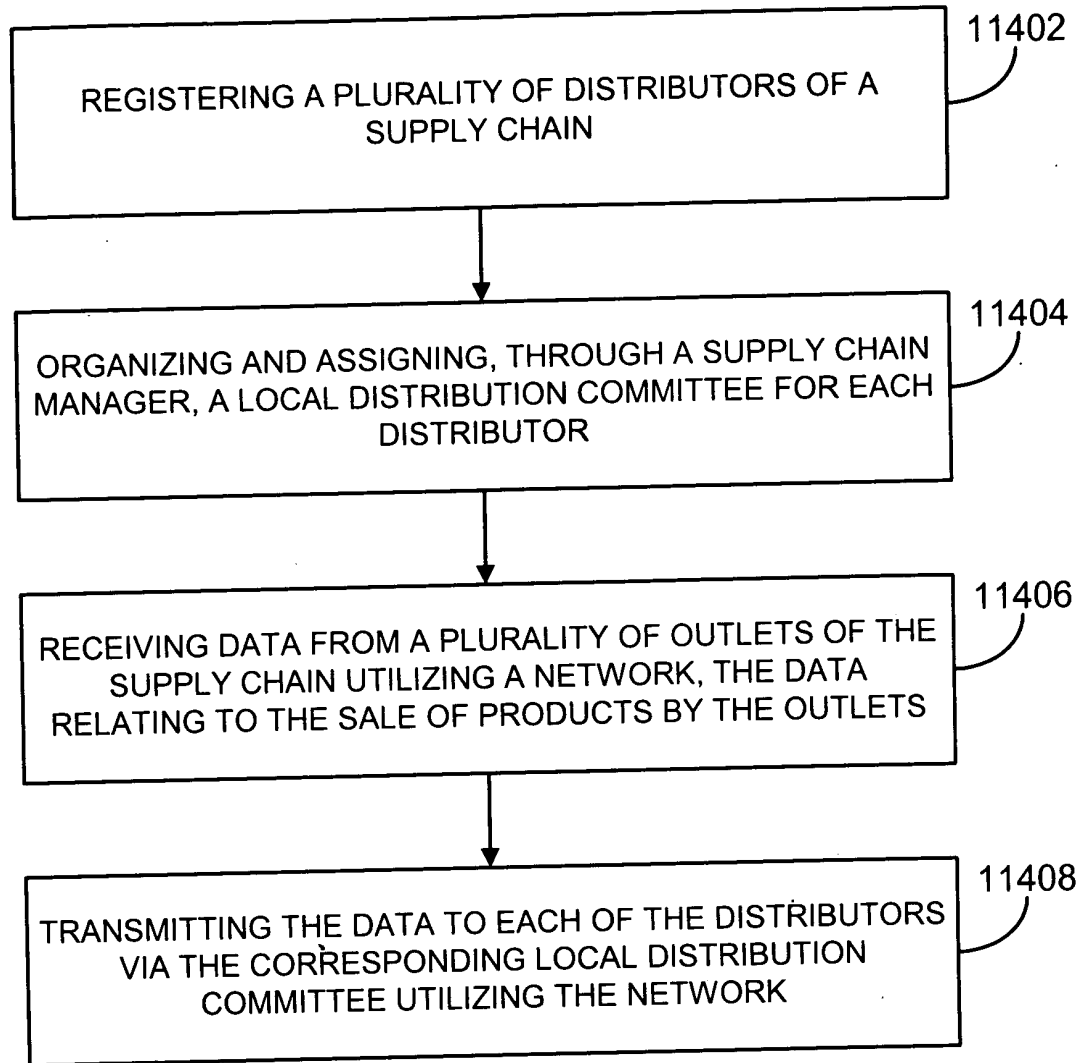 11402
REGISTERING A PLURALITY OF DISTRIBUTORS OF A
SUPPLY CHAIN
11404
ORGANIZING AND ASSIGNING, THROUGH A SUPPLY CHAIN
MANAGER, A LOCAL DISTRIBUTION COMMITTEE FOR EACH
DISTRIBUTOR
11406
RECEIVING DATA FROM A PLURALITY OF OUTLETS OF THE
SUPPLY CHAIN UTILIZING A NETWORK, THE DATA
RELATING TO THE SALE OF PRODUCTS BY THE OUTLETS
11408
TRANSMITTING THE DATA TO EACH OF THE DISTRIBUTORS
VIA THE CORRESPONDING LOCAL DISTRIBUTION
COMMITTEE UTILIZING THE NETWORK